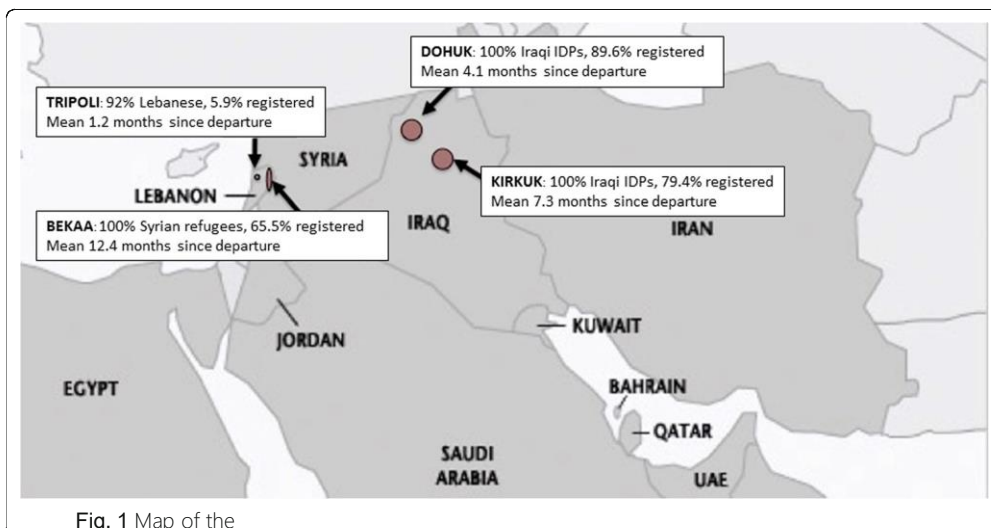 DOHUK: 100% Iraqi IDPs, 89.6% registered
Mean 4.1 months since departure
TRIPOLI: 92% Lebanese, 5.9% registered
Mean 1.2 months since departure
SYRIA
KIRKUK: 100% Iraqi IDPs, 79.4% registered
Mean 7.3 months since departure
LEBANON
BEKAA: 100% Syrian refugees, 65.5% registered
Mean 12.4 months since departure
IRAQ
IRAN
JORDAN
KUWAIT
EGYPT
BAHRAIN
QATAR
SAUDI
ARABIA
UAE
Fig. 1 Map of the